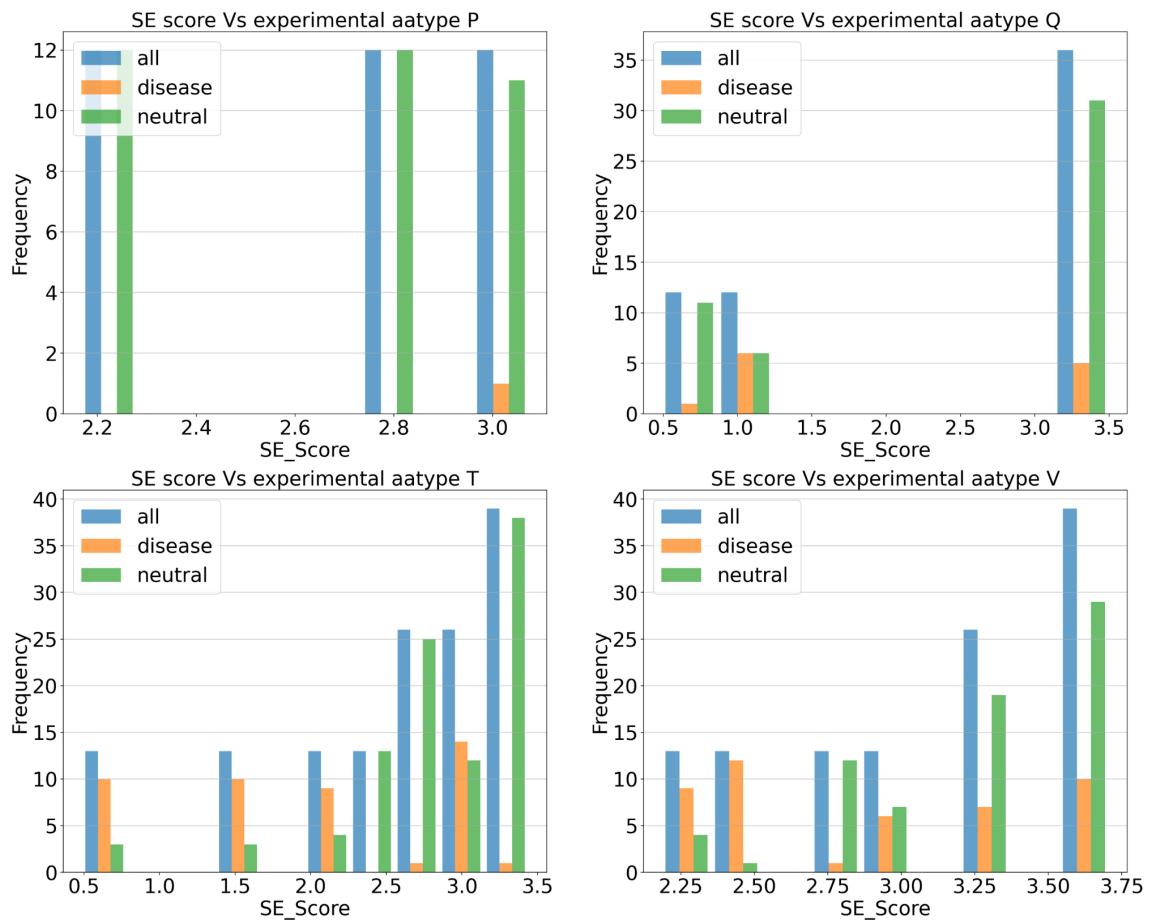 SE score Vs experimental aatype P
all
disease
neutral
12
10
8
6
4
2
0
Frequency
2.2 2.4 2.6 2.8 3.0
SE_Score
SE score Vs experimental aatype Q
all
disease
neutral
35
30
25
20
15
10
5
0
Frequency
0.5 1.0 1.5 2.0 2.5 3.0 3.5
SE_Score
SE score Vs experimental aatype T
all
disease
neutral
40
35
30
25
20
15
10
5
0
Frequency
0.5 1.0 1.5 2.0 2.5 3.0 3.5
SE_Score
SE score Vs experimental aatype V
all
disease
neutral
40
35
30
25
20
15
10
5
0
Frequency
2.25 2.50 2.75 3.00 3.25 3.50 3.75
SE_Score